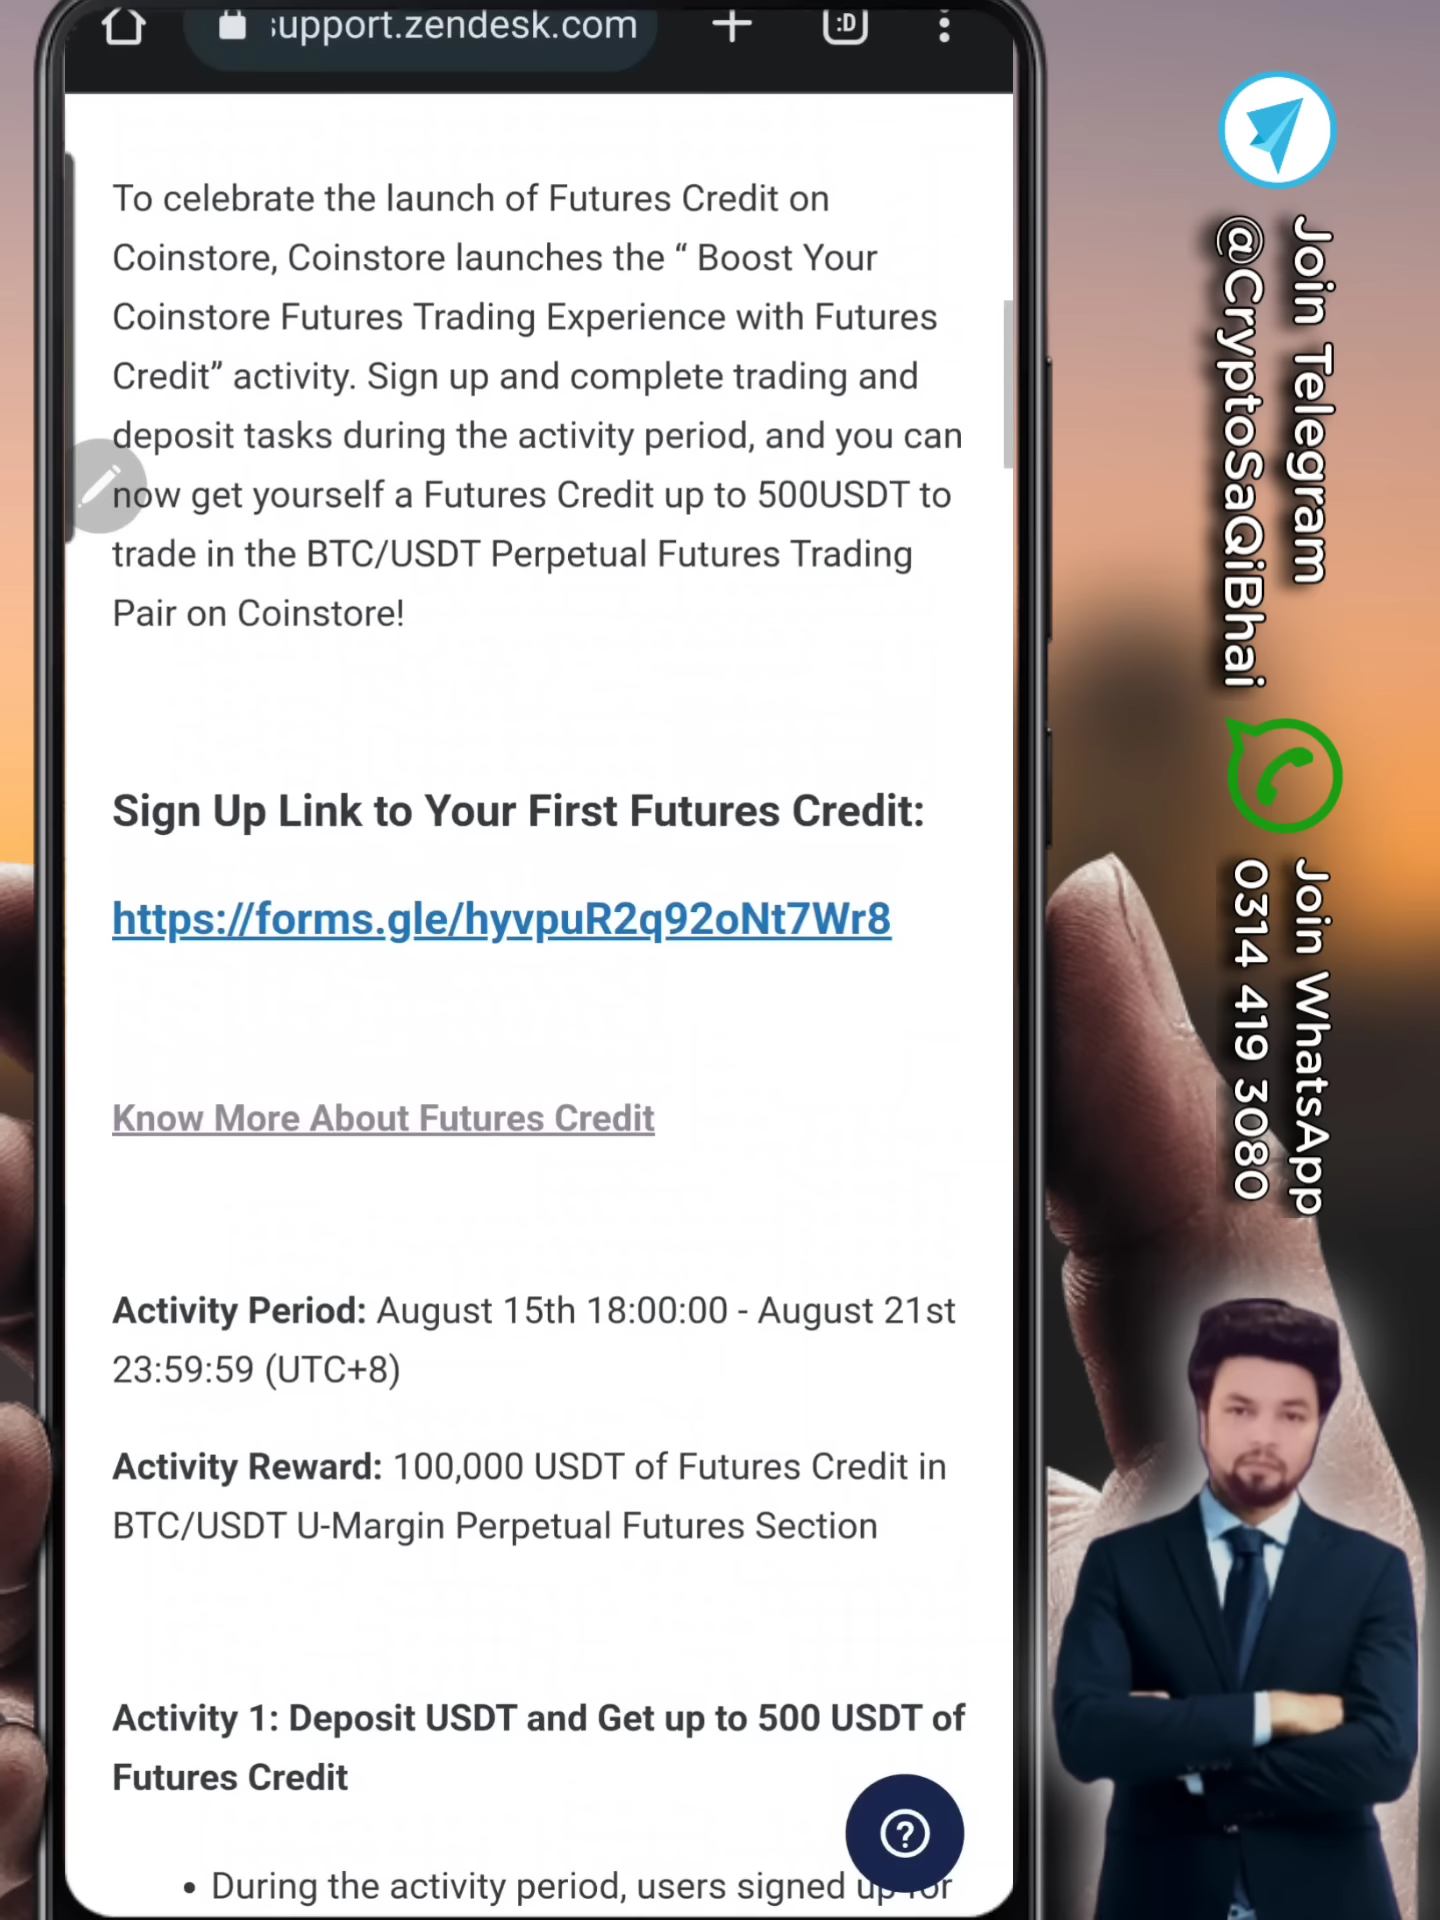 support.zendesk.com
:D
To celebrate the launch of Futures Credit on
Coinstore, Coinstore launches the “ Boost Your
Coinstore Futures Trading Experience with Futures
Credit” activity. Sign up and complete trading and
deposit tasks during the activity period, and you can
now get yourself a Futures Credit up to 500USDT to
trade in the BTC/USDT Perpetual Futures Trading
Pair on Coinstore!
Sign Up Link to Your First Futures Credit:
https://forms.gle/hyvpuR2q92oNt7Wr8
Know More About Futures Credit
Activity Period: August 15th 18:00:00 - August 21st
23:59:59 (UTC+8)
Activity Reward: 100,000 USDT of Futures Credit in
BTC/USDT U-Margin Perpetual Futures Section
Activity 1: Deposit USDT and Get up to 500 USDT of
Futures Credit
• During the activity period, users signed up for
?
Join Telegram
@CryptoSaQiBhai
Join WhatsApp
0314 419 3080